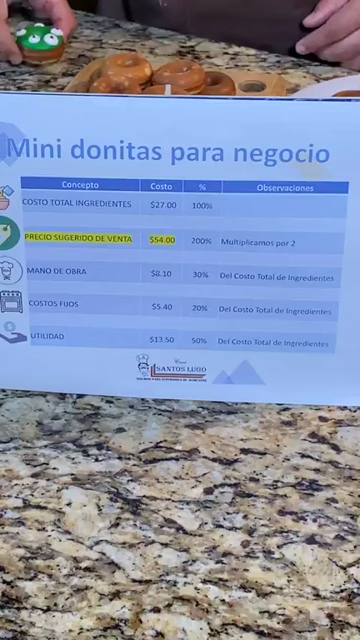 Mini donitas para negocio
Concepto Costo % Observaciones
COSTO TOTAL INGREDIENTES $27.00 100%
PRECIO SUGERIDO DE VENTA $54.00 200% Multiplicamos por 2
MANO DE OBRA $8.10 30% Del Costo Total de Ingredientes
COSTOS FIJOS $5.40 20% Del Costo Total de Ingredientes
UTILIDAD $13.50 50% Del Costo Total de Ingredientes
SANTOS LUGO